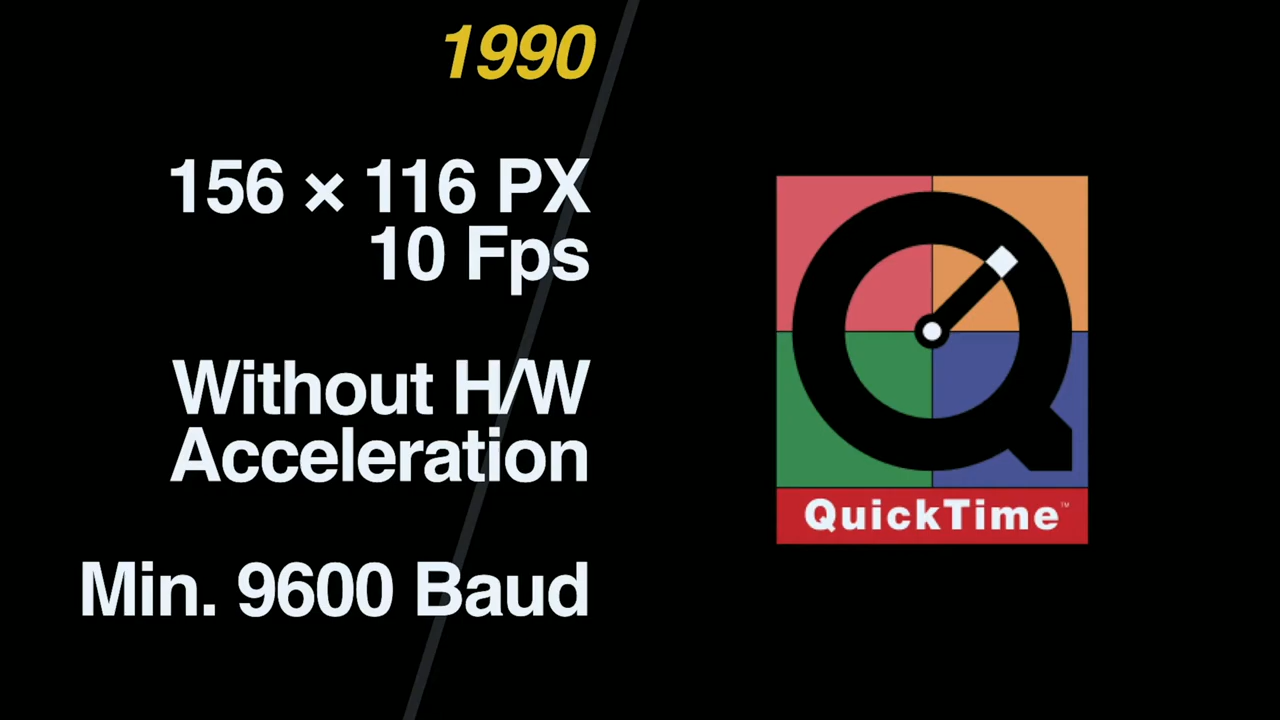 1990
156 × 116 PX
10 Fps
Without H/W
Acceleration
Min. 9600 Baud
QuickTime™